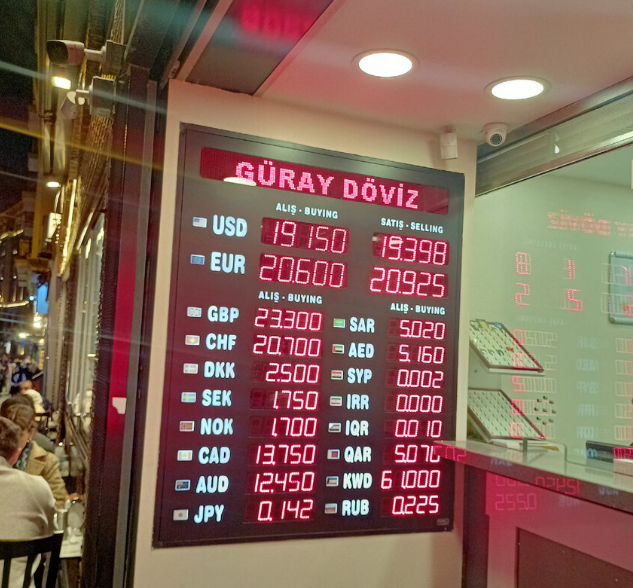 GÜRAY DÖVİZ
ALIŞ - BUYING SATIŞ - SELLING
USD 19.150 19.398
EUR 20.600 20.925
ALIŞ - BUYING ALIŞ - BUYING
GBP 23.300 SAR 5.020
CHF 20.700 AED 5.160
DKK 2.500 SYP 0.002
SEK 1.750 IRR 0.000
NOK 1.700 IQR 0.010
CAD 13.750 QAR 5.076
AUD 12.450 KWD 61.000
JPY 0.142 RUB 0.225